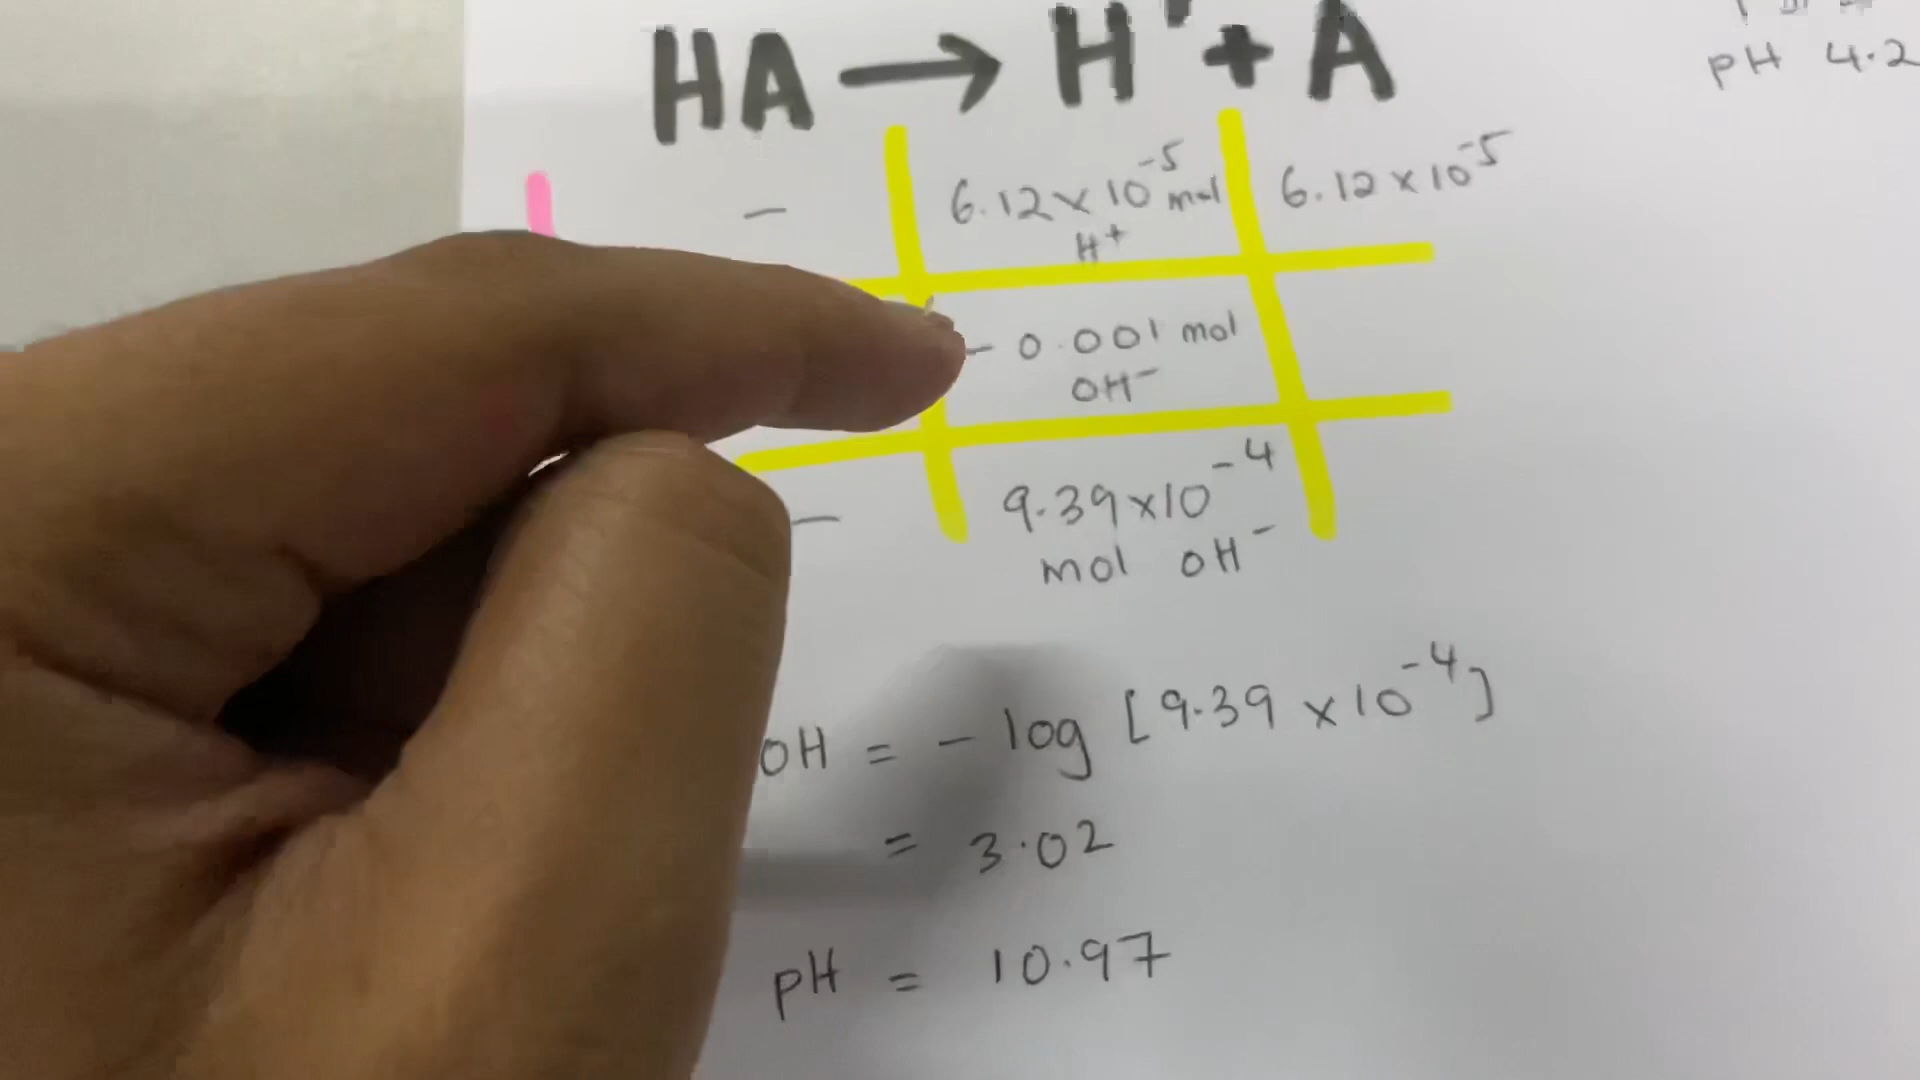 HA → H⁺ + A
pH 4.2
– 6.12 × 10⁻⁵ mol H⁺ 6.12 × 10⁻⁵
– 0.001 mol
OH⁻
– 9.39 × 10⁻⁴
mol OH⁻
OH = – log [9.39 × 10⁻⁴]
= 3.02
pH = 10.97